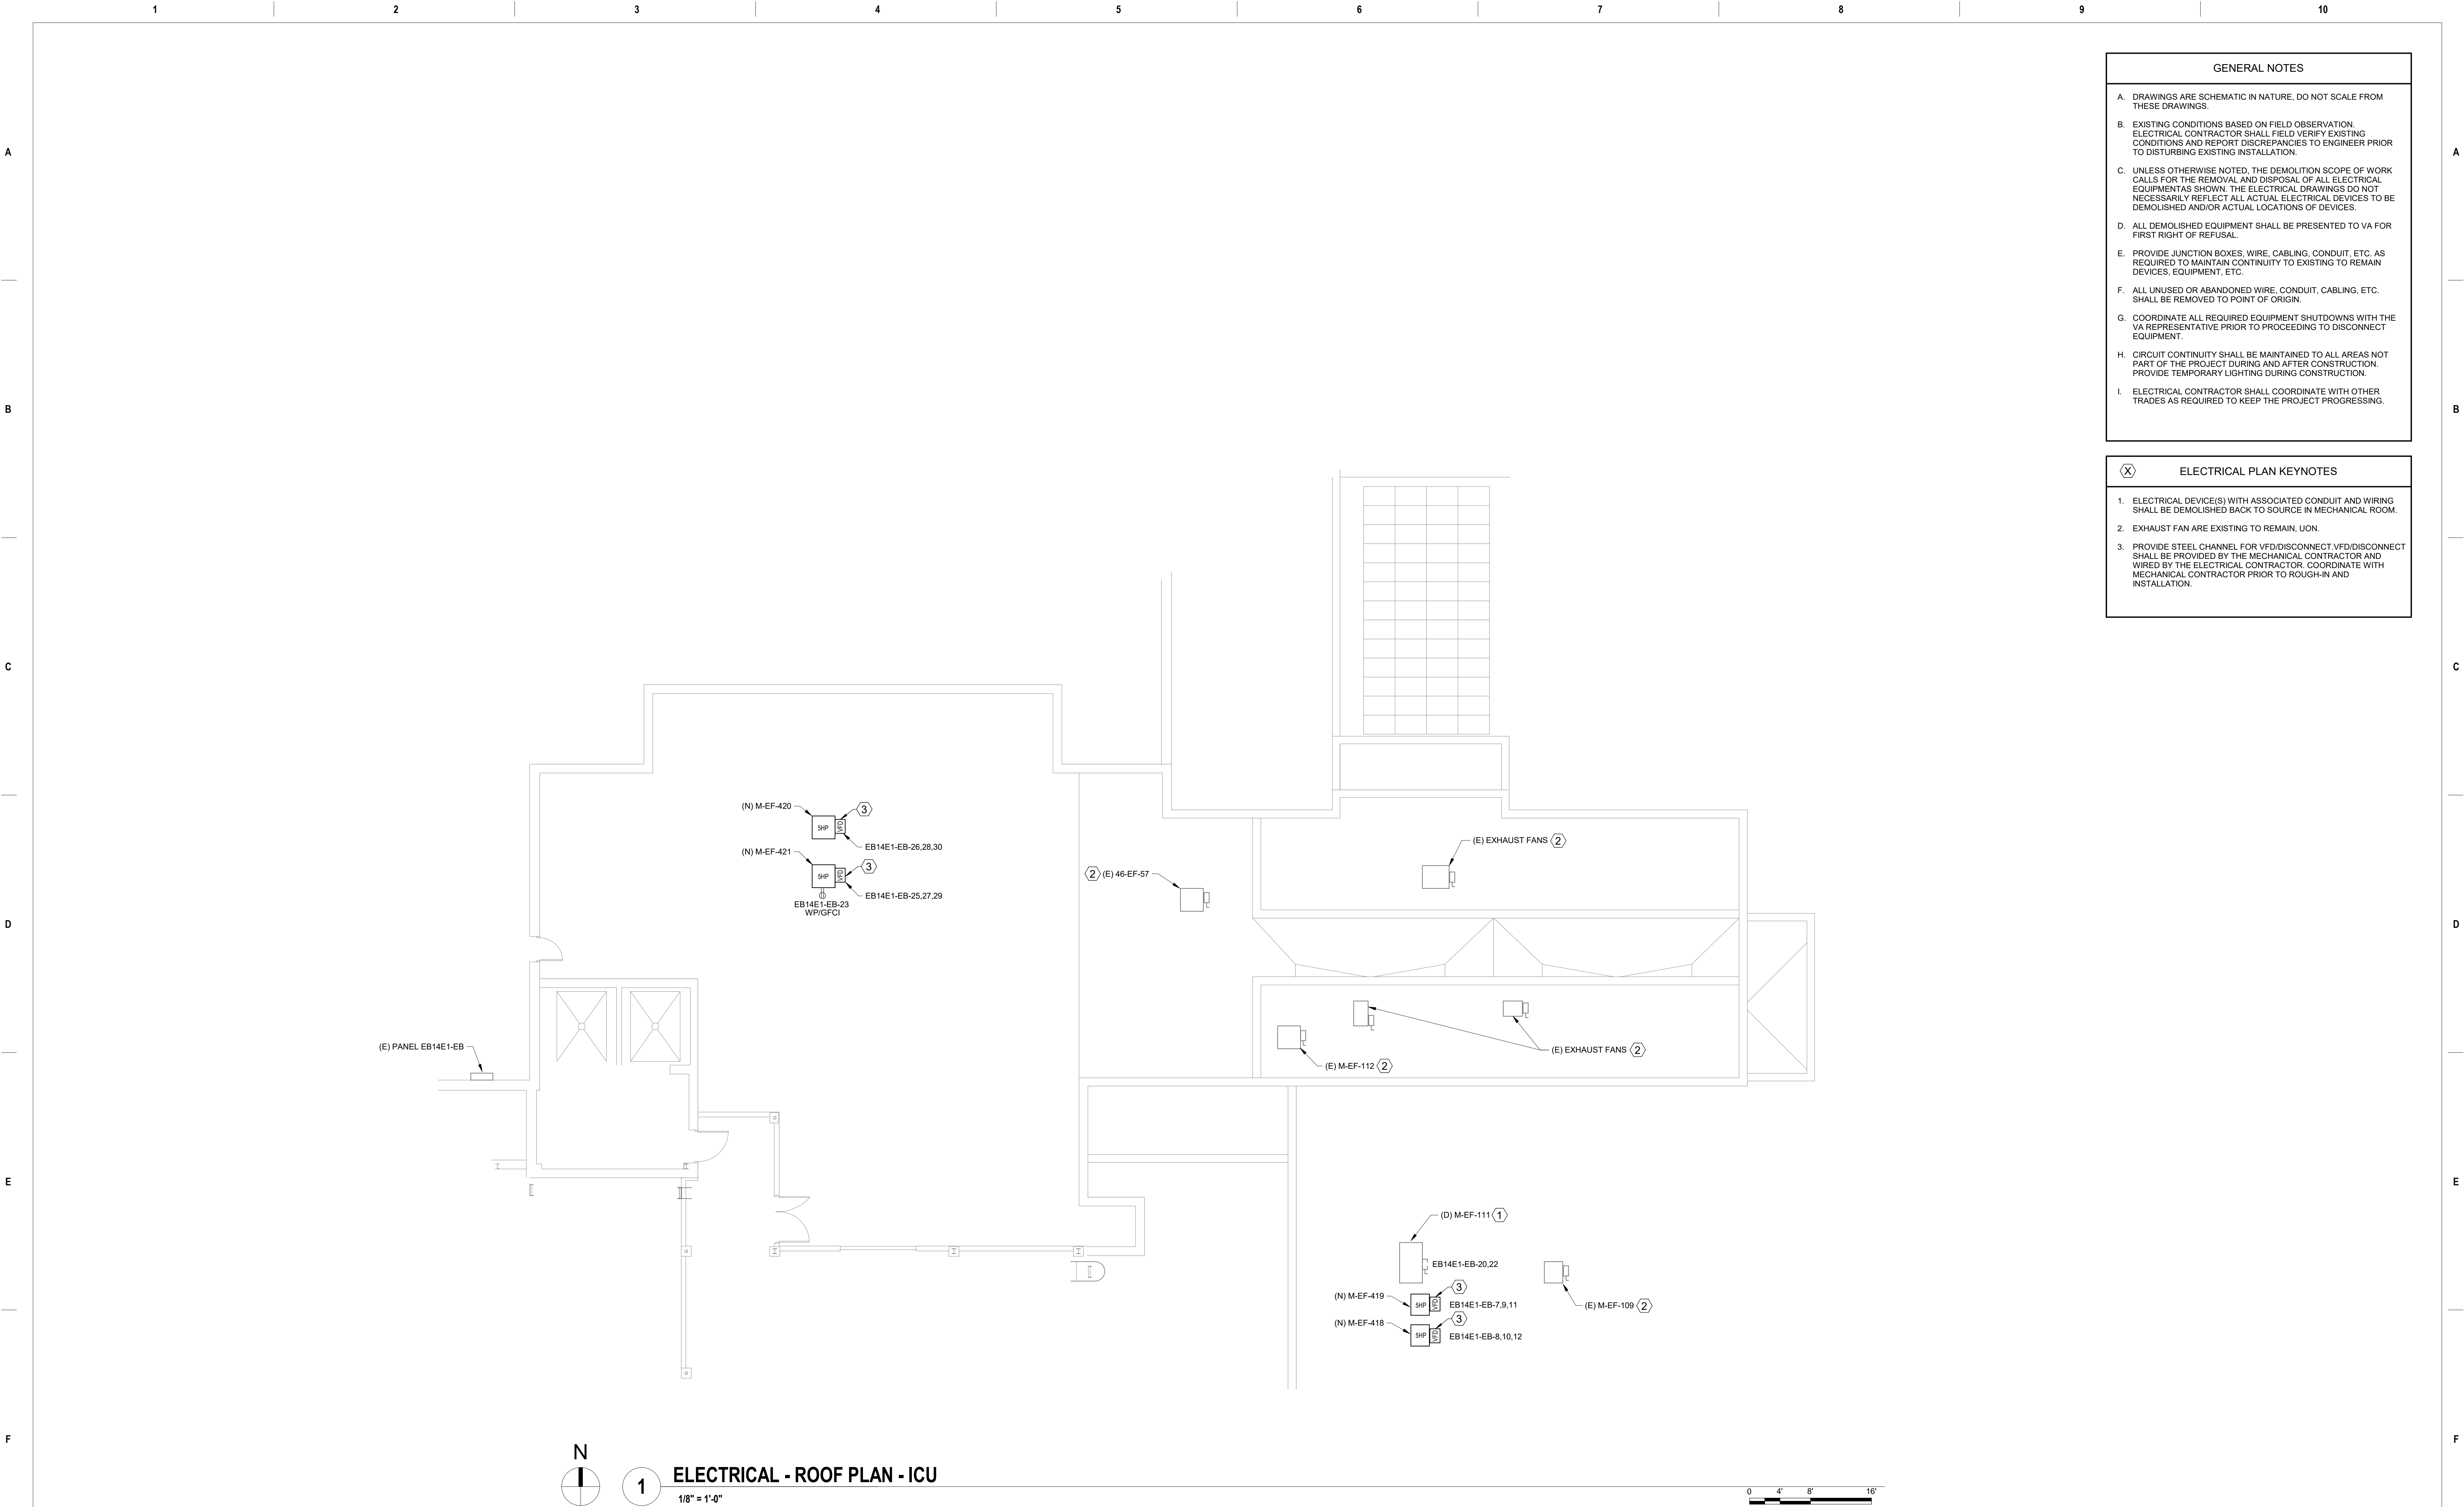 1 2 3 4 5 6 7 8 9 10
GENERAL NOTES
A. DRAWINGS ARE SCHEMATIC IN NATURE, DO NOT SCALE FROM
THESE DRAWINGS.
B. EXISTING CONDITIONS BASED ON FIELD OBSERVATION.
ELECTRICAL CONTRACTOR SHALL FIELD VERIFY EXISTING
CONDITIONS AND REPORT DISCREPANCIES TO ENGINEER PRIOR
TO DISTURBING EXISTING INSTALLATION.
C. UNLESS OTHERWISE NOTED, THE DEMOLITION SCOPE OF WORK
CALLS FOR THE REMOVAL AND DISPOSAL OF ALL ELECTRICAL
EQUIPMENTAS SHOWN. THE ELECTRICAL DRAWINGS DO NOT
NECESSARILY REFLECT ALL ACTUAL ELECTRICAL DEVICES TO BE
DEMOLISHED AND/OR ACTUAL LOCATIONS OF DEVICES.
D. ALL DEMOLISHED EQUIPMENT SHALL BE PRESENTED TO VA FOR
FIRST RIGHT OF REFUSAL.
E. PROVIDE JUNCTION BOXES, WIRE, CABLING, CONDUIT, ETC. AS
REQUIRED TO MAINTAIN CONTINUITY TO EXISTING TO REMAIN
DEVICES, EQUIPMENT, ETC.
F. ALL UNUSED OR ABANDONED WIRE, CONDUIT, CABLING, ETC.
SHALL BE REMOVED TO POINT OF ORIGIN.
G. COORDINATE ALL REQUIRED EQUIPMENT SHUTDOWNS WITH THE
VA REPRESENTATIVE PRIOR TO PROCEEDING TO DISCONNECT
EQUIPMENT.
H. CIRCUIT CONTINUITY SHALL BE MAINTAINED TO ALL AREAS NOT
PART OF THE PROJECT DURING AND AFTER CONSTRUCTION.
PROVIDE TEMPORARY LIGHTING DURING CONSTRUCTION.
I. ELECTRICAL CONTRACTOR SHALL COORDINATE WITH OTHER
TRADES AS REQUIRED TO KEEP THE PROJECT PROGRESSING.
X ELECTRICAL PLAN KEYNOTES
1. ELECTRICAL DEVICE(S) WITH ASSOCIATED CONDUIT AND WIRING
SHALL BE DEMOLISHED BACK TO SOURCE IN MECHANICAL ROOM.
2. EXHAUST FAN ARE EXISTING TO REMAIN, UON.
3. PROVIDE STEEL CHANNEL FOR VFD/DISCONNECT.VFD/DISCONNECT
SHALL BE PROVIDED BY THE MECHANICAL CONTRACTOR AND
WIRED BY THE ELECTRICAL CONTRACTOR. COORDINATE WITH
MECHANICAL CONTRACTOR PRIOR TO ROUGH-IN AND
INSTALLATION.
A A
B B
C C
D D
E E
F F
(N) M-EF-420
3
5HP
VFD
EB14E1-EB-26,28,30
(N) M-EF-421
3
5HP
VFD
EB14E1-EB-25,27,29
EB14E1-EB-23
WP/GFCI
2 (E) 46-EF-57
(E) EXHAUST FANS 2
(E) PANEL EB14E1-EB
(E) EXHAUST FANS 2
(E) M-EF-112 2
(D) M-EF-111 1
EB14E1-EB-20,22
3
(N) M-EF-419
5HP
VFD
EB14E1-EB-7,9,11
(E) M-EF-109 2
3
(N) M-EF-418
5HP
VFD
EB14E1-EB-8,10,12
N
1
ELECTRICAL - ROOF PLAN - ICU
1/8" = 1'-0"
0 4' 8' 16'